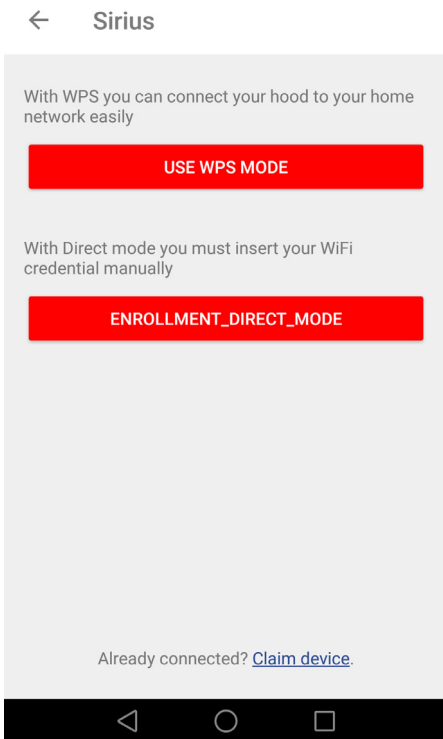 Sirius
With WPS you can connect your hood to your home
network easily
USE WPS MODE
With Direct mode you must insert your WiFi
credential manually
ENROLLMENT_DIRECT_MODE
Already connected? Claim device.